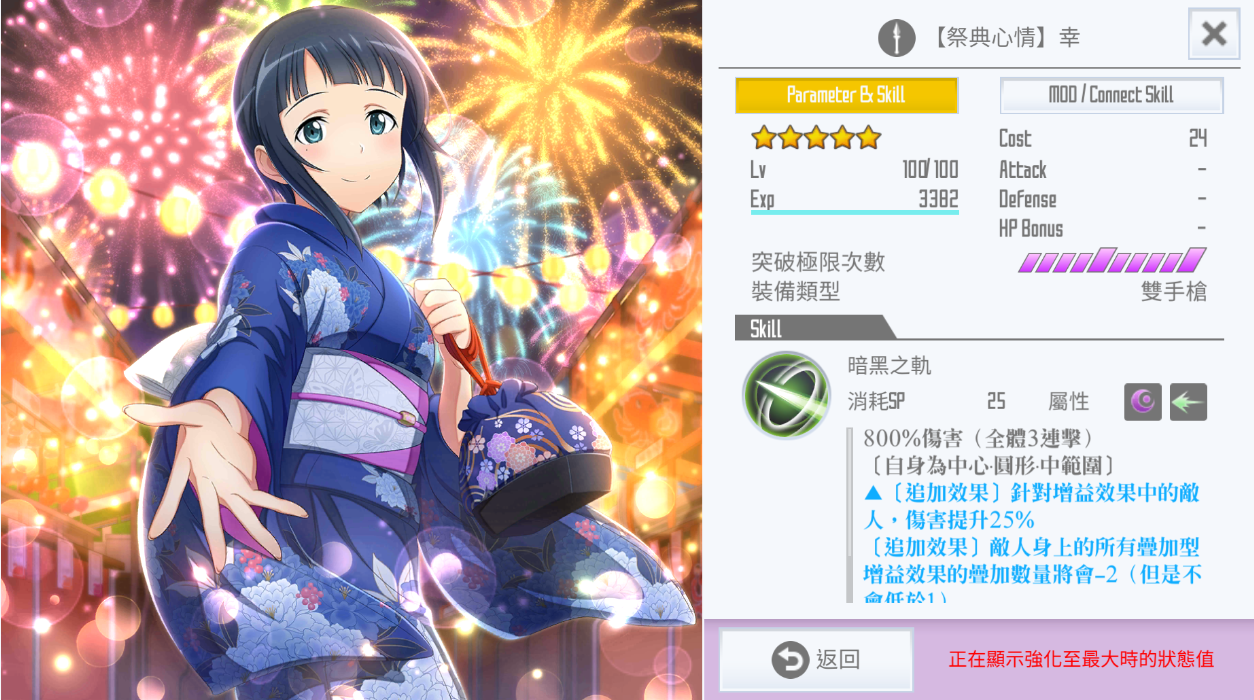 【祭典心情】幸
Parameter & Skill
MOD / Connect Skill
Lv 100/100
Exp 3382
Cost 24
Attack -
Defense -
HP Bonus -
突破極限次數
裝備類型 雙手槍
Skill
暗黑之軌
消耗SP 25 屬性
800%傷害（全體3連擊）
〔自身為中心·圓形·中範圍〕
▲〔追加效果〕針對增益效果中的敵
人，傷害提升25%
〔追加效果〕敵人身上的所有疊加型
增益效果的疊加數量將會-2（但是不
會低於1）
返回
正在顯示強化至最大時的狀態值